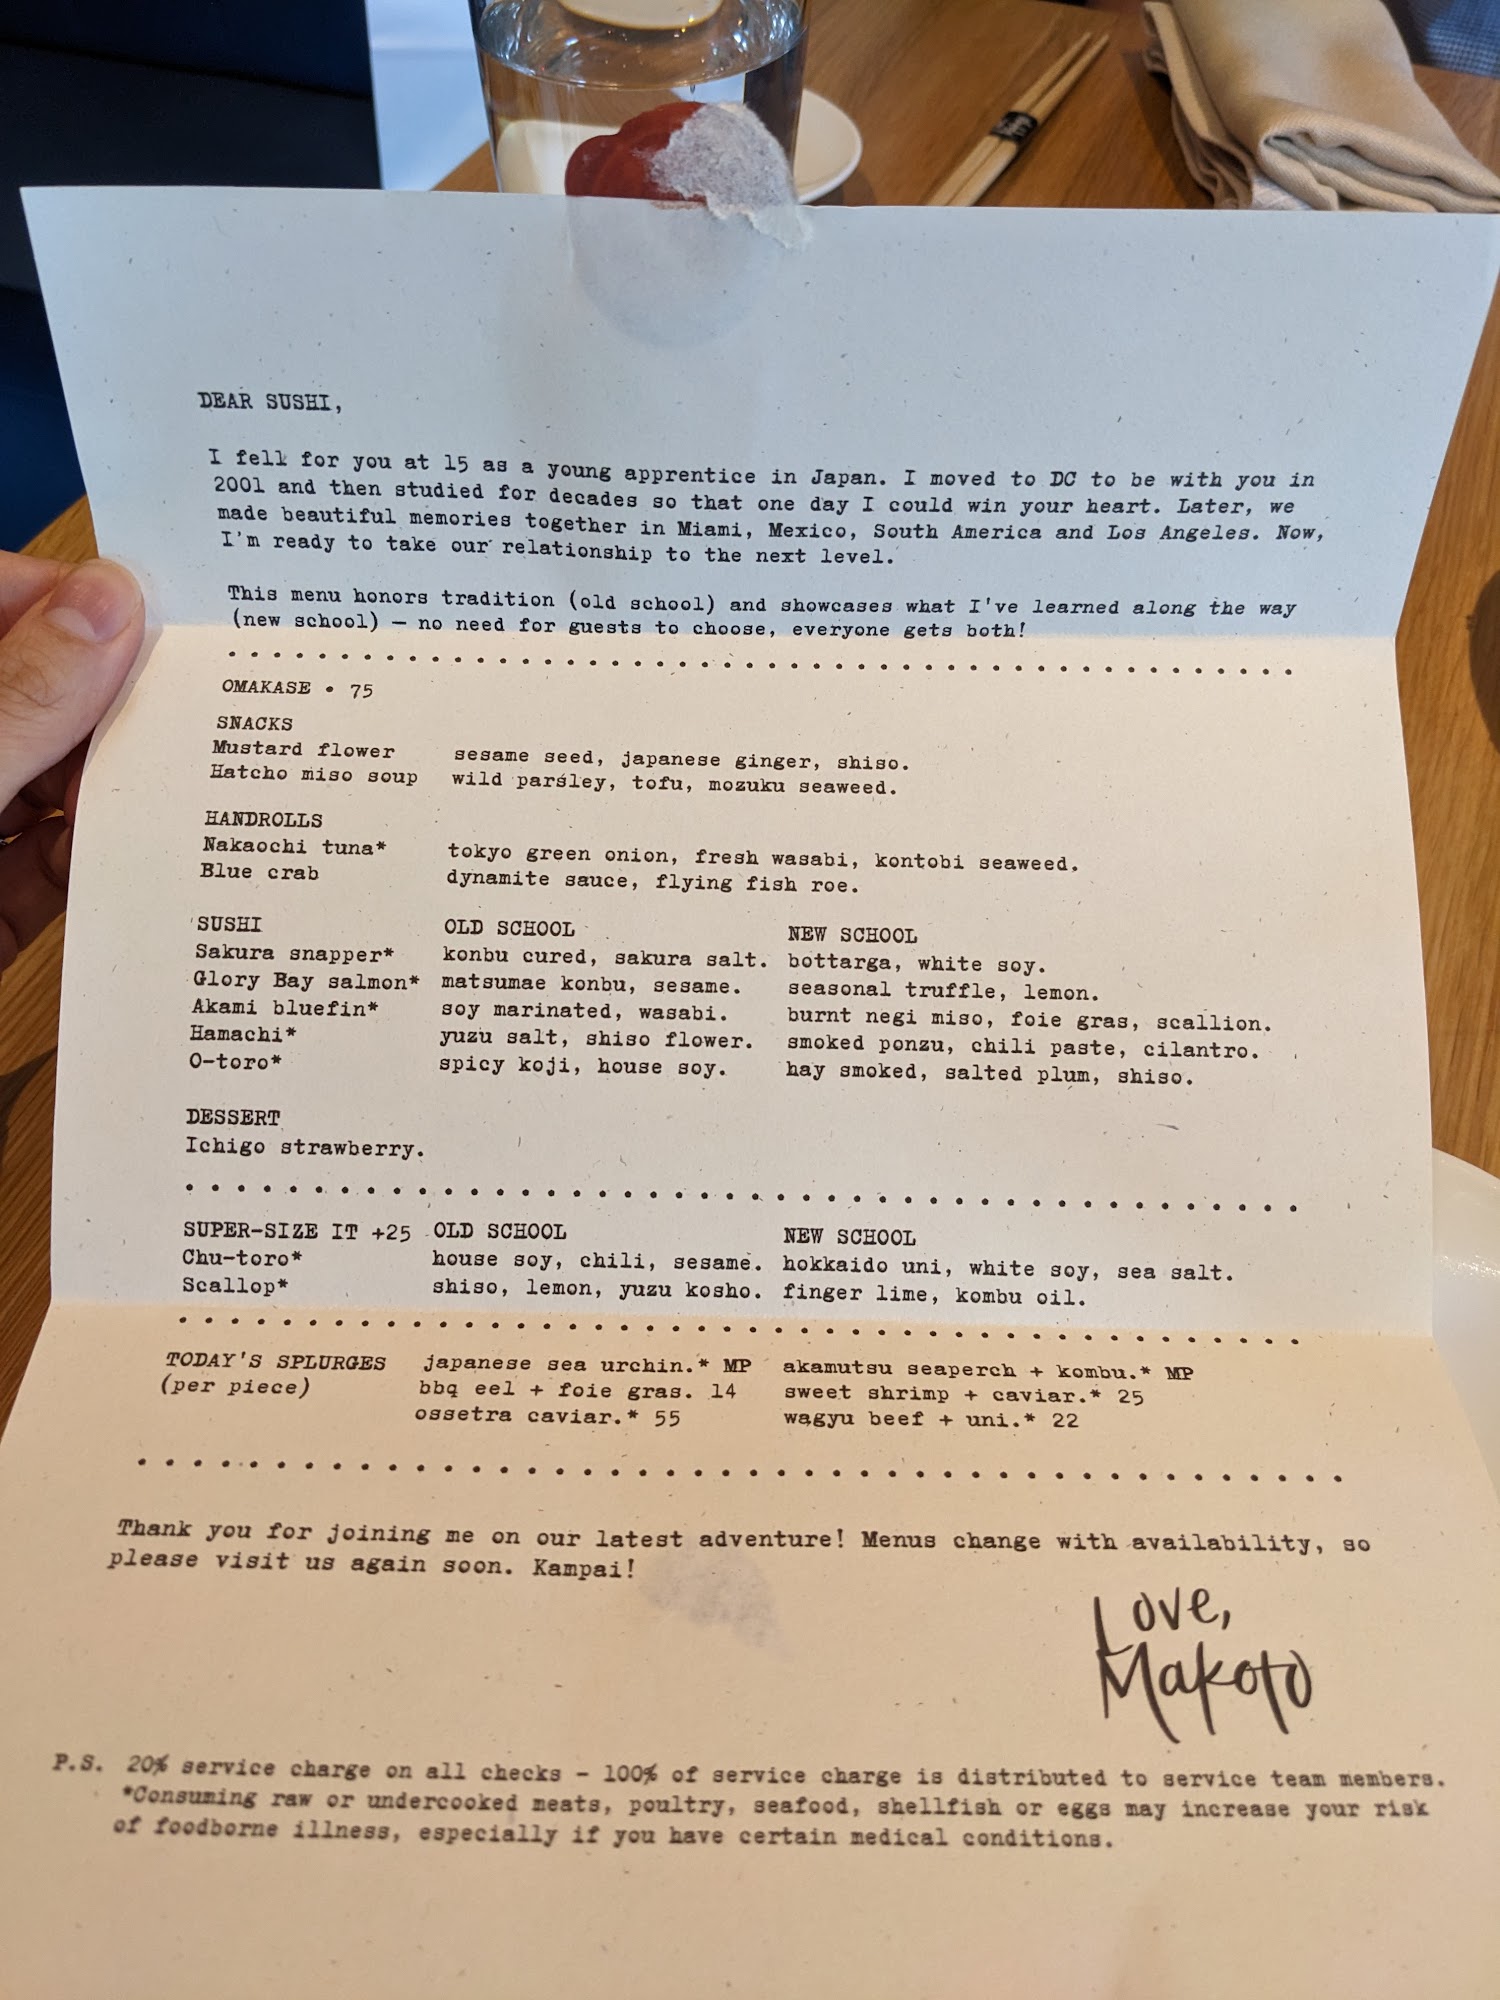 DEAR SUSHI,
I fell for you at 15 as a young apprentice in Japan. I moved to DC to be with you in
2001 and then studied for decades so that one day I could win your heart. Later, we
made beautiful memories together in Miami, Mexico, South America and Los Angeles. Now,
I'm ready to take our relationship to the next level.
This menu honors tradition (old school) and showcases what I've learned along the way
(new school) — no need for guests to choose, everyone gets both!
OMAKASE • 75
SNACKS
Mustard flower sesame seed, japanese ginger, shiso.
Hatcho miso soup wild parsley, tofu, mozuku seaweed.
HANDROLLS
Nakaochi tuna* tokyo green onion, fresh wasabi, kontobi seaweed.
Blue crab dynamite sauce, flying fish roe.
SUSHI OLD SCHOOL NEW SCHOOL
Sakura snapper* konbu cured, sakura salt. bottarga, white soy.
Glory Bay salmon* matsumae konbu, sesame. seasonal truffle, lemon.
Akami bluefin* soy marinated, wasabi. burnt negi miso, foie gras, scallion.
Hamachi* yuzu salt, shiso flower. smoked ponzu, chili paste, cilantro.
O-toro* spicy koji, house soy. hay smoked, salted plum, shiso.
DESSERT
Ichigo strawberry.
SUPER-SIZE IT +25 OLD SCHOOL NEW SCHOOL
Chu-toro* house soy, chili, sesame. hokkaido uni, white soy, sea salt.
Scallop* shiso, lemon, yuzu kosho. finger lime, kombu oil.
TODAY'S SPLURGES japanese sea urchin.* MP akamutsu seaperch + kombu.* MP
(per piece) bbq eel + foie gras. 14 sweet shrimp + caviar.* 25
ossetra caviar.* 55 wagyu beef + uni.* 22
Thank you for joining me on our latest adventure! Menus change with availability, so
please visit us again soon. Kampai!
Love,
Makoto
P.S. 20% service charge on all checks - 100% of service charge is distributed to service team members.
*Consuming raw or undercooked meats, poultry, seafood, shellfish or eggs may increase your risk
of foodborne illness, especially if you have certain medical conditions.